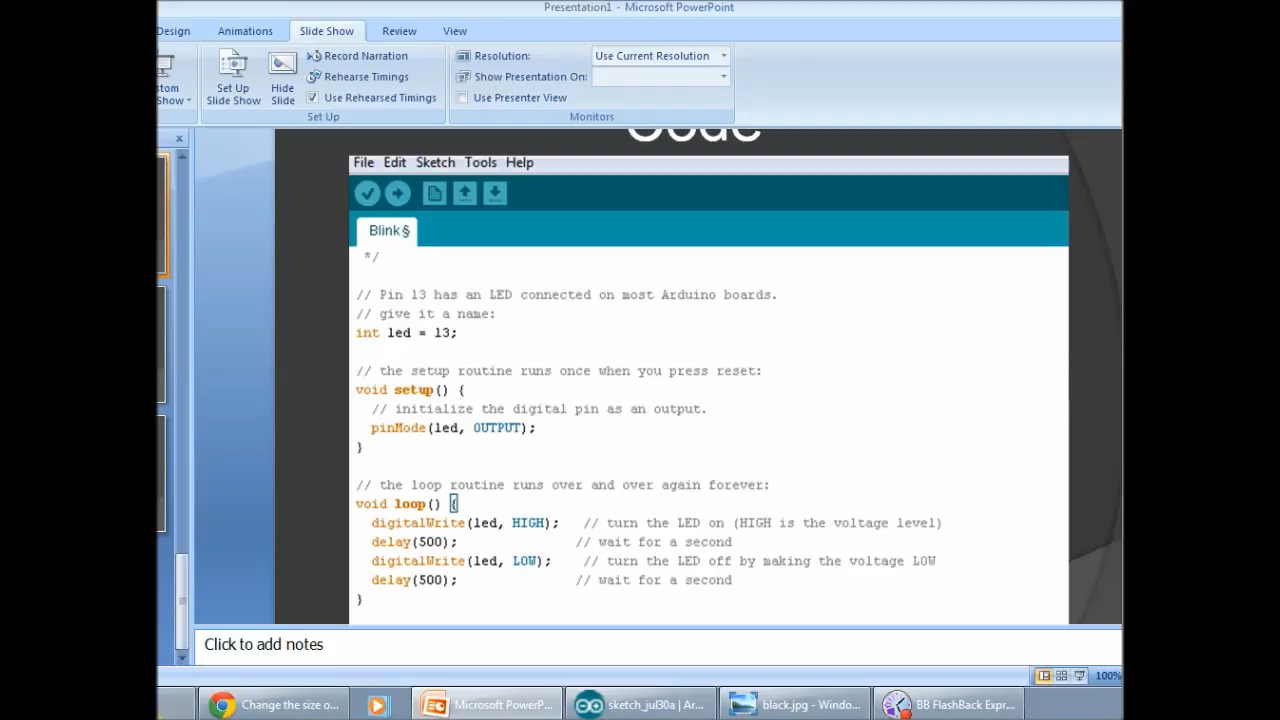 Presentation1 - Microsoft PowerPoint
Design Animations Slide Show Review View
Record Narration
Rehearse Timings
Use Rehearsed Timings
tom
Show
Set Up
Slide Show
Hide
Slide
Set Up
Resolution: Use Current Resolution
Show Presentation On:
Use Presenter View
Monitors
Code
File Edit Sketch Tools Help
Blink§
*/
// Pin 13 has an LED connected on most Arduino boards.
// give it a name:
int led = 13;
// the setup routine runs once when you press reset:
void setup() {
// initialize the digital pin as an output.
pinMode(led, OUTPUT);
}
// the loop routine runs over and over again forever:
void loop() {
digitalWrite(led, HIGH); // turn the LED on (HIGH is the voltage level)
delay(500); // wait for a second
digitalWrite(led, LOW); // turn the LED off by making the voltage LOW
delay(500); // wait for a second
}
Click to add notes
100%
Change the size o...
Microsoft PowerP...
sketch_jul30a | Ar...
black.jpg - Windo...
BB FlashBack Expr...